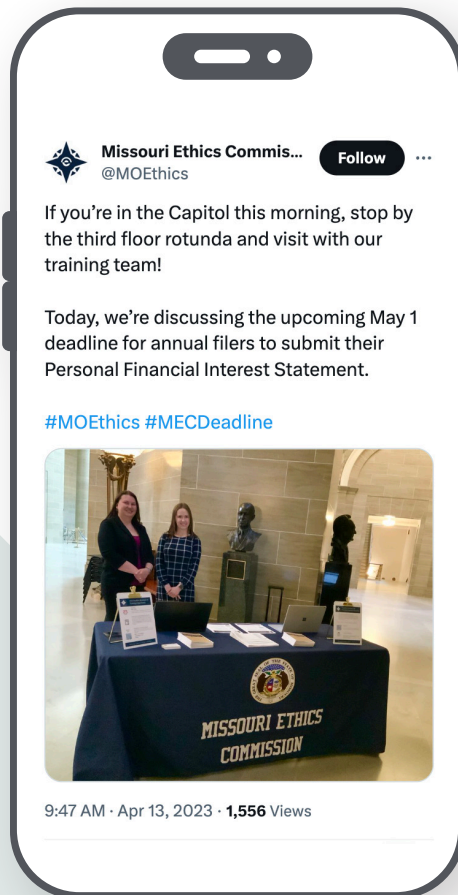 Missouri Ethics Commis...
@MOEthics
Follow
If you're in the Capitol this morning, stop by
the third floor rotunda and visit with our
training team!
Today, we're discussing the upcoming May 1
deadline for annual filers to submit their
Personal Financial Interest Statement.
#MOEthics #MECDeadline
MISSOURI ETHICS
COMMISSION
9:47 AM · Apr 13, 2023 · 1,556 Views